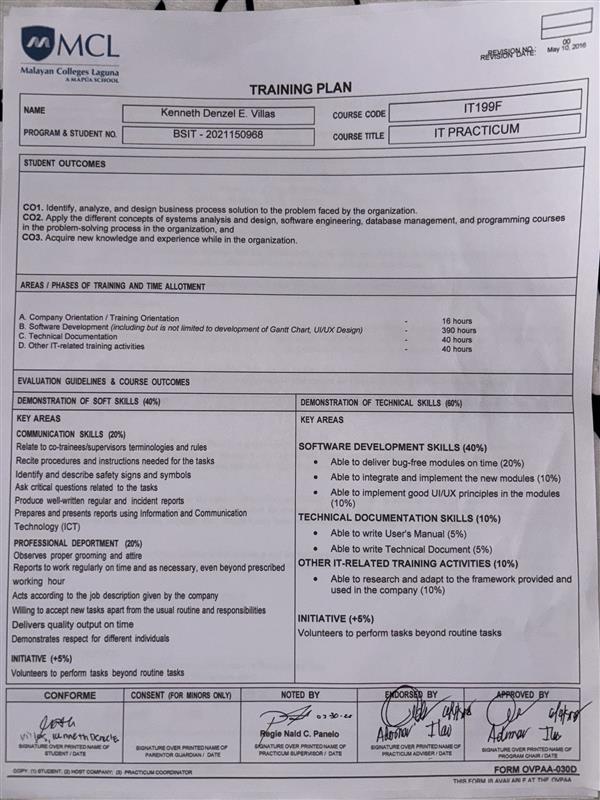 MCL
Malayan Colleges Laguna
A MAPÚA SCHOOL
REVISION NO.: 00
REVISION DATE: May 10, 2016
TRAINING PLAN
NAME Kenneth Denzel E. Villas COURSE CODE IT199F
PROGRAM & STUDENT NO. BSIT - 2021150968 COURSE TITLE IT PRACTICUM
STUDENT OUTCOMES
CO1. Identify, analyze, and design business process solution to the problem faced by the organization.
CO2. Apply the different concepts of systems analysis and design, software engineering, database management, and programming courses
in the problem-solving process in the organization, and
CO3. Acquire new knowledge and experience while in the organization.
AREAS / PHASES OF TRAINING AND TIME ALLOTMENT
A. Company Orientation / Training Orientation - 16 hours
B. Software Development (including but is not limited to development of Gantt Chart, UI/UX Design) - 390 hours
C. Technical Documentation - 40 hours
D. Other IT-related training activities - 40 hours
EVALUATION GUIDELINES & COURSE OUTCOMES
DEMONSTRATION OF SOFT SKILLS (40%)
KEY AREAS
COMMUNICATION SKILLS (20%)
Relate to co-trainees/supervisors terminologies and rules
Recite procedures and instructions needed for the tasks
Identify and describe safety signs and symbols
Ask critical questions related to the tasks
Produce well-written regular and incident reports
Prepares and presents reports using Information and Communication
Technology (ICT)
PROFESSIONAL DEPORTMENT (20%)
Observes proper grooming and attire
Reports to work regularly on time and as necessary, even beyond prescribed
working hour
Acts according to the job description given by the company
Willing to accept new tasks apart from the usual routine and responsibilities
Delivers quality output on time
Demonstrates respect for different individuals
INITIATIVE (+5%)
Volunteers to perform tasks beyond routine tasks
DEMONSTRATION OF TECHNICAL SKILLS (60%)
KEY AREAS
SOFTWARE DEVELOPMENT SKILLS (40%)
• Able to deliver bug-free modules on time (20%)
• Able to integrate and implement the new modules (10%)
• Able to implement good UI/UX principles in the modules
(10%)
TECHNICAL DOCUMENTATION SKILLS (10%)
• Able to write User's Manual (5%)
• Able to write Technical Document (5%)
OTHER IT-RELATED TRAINING ACTIVITIES (10%)
• Able to research and adapt to the framework provided and
used in the company (10%)
INITIATIVE (+5%)
Volunteers to perform tasks beyond routine tasks
CONFORME
Villas, Kenneth Denzel E
SIGNATURE OVER PRINTED NAME OF
STUDENT / DATE
CONSENT (FOR MINORS ONLY)
SIGNATURE OVER PRINTED NAME OF
PARENTOR GUARDIAN / DATE
NOTED BY
Regie Nald C. Panelo
SIGNATURE OVER PRINTED NAME OF
PRACTICUM SUPERVISOR / DATE
ENDORSED BY
Admar Ilao
SIGNATURE OVER PRINTED NAME OF
PRACTICUM ADVISER / DATE
APPROVED BY
Admar Ilao
SIGNATURE OVER PRINTED NAME OF
PROGRAM CHAIR / DATE
COPY: (1) STUDENT; (2) HOST COMPANY; (3) PRACTICUM COORDINATOR
FORM OVPAA-030D
THIS FORM IS AVAILABLE AT THE OVPAA